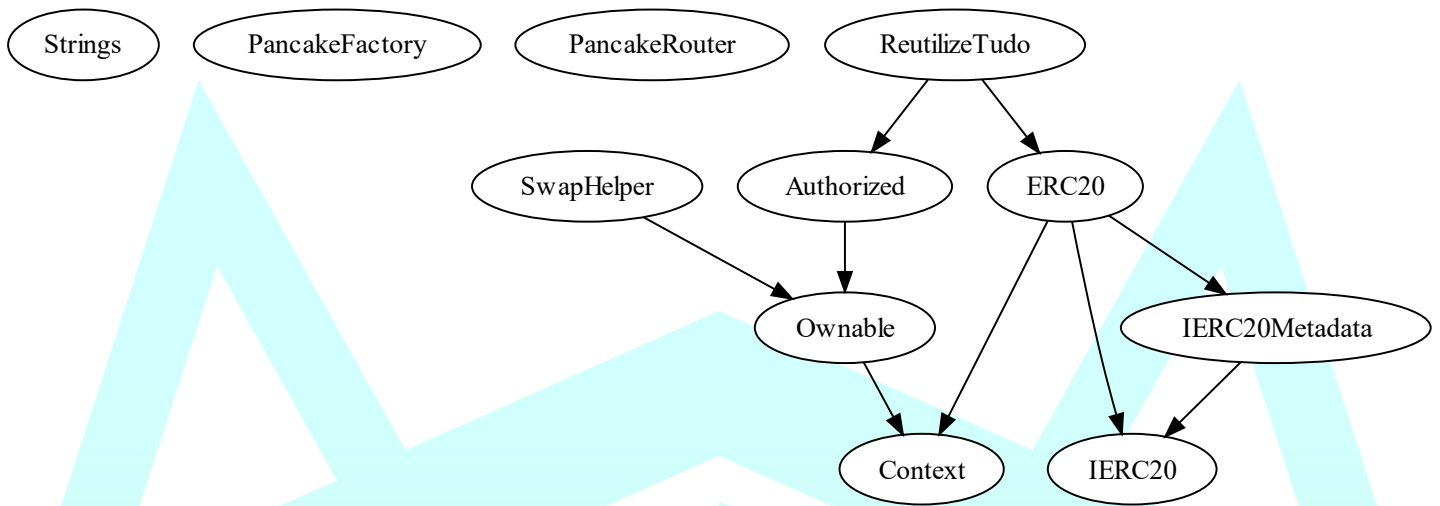 Strings
PancakeFactory
PancakeRouter
ReutilizeTudo
SwapHelper
Authorized
ERC20
Ownable
IERC20Metadata
Context
IERC20